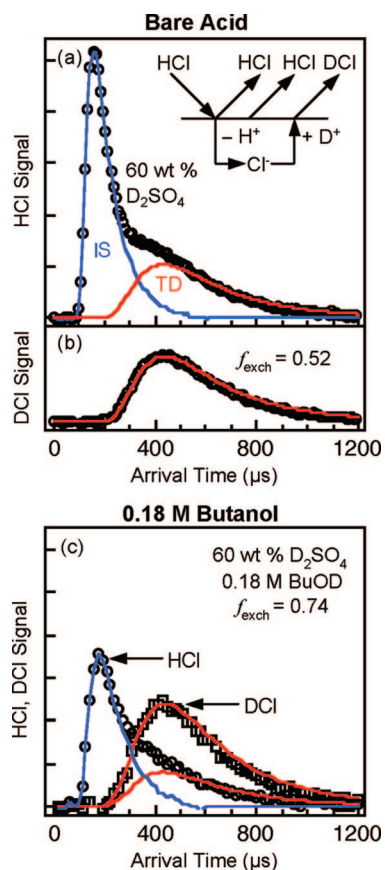 Bare Acid
(a)
HCl
HCl
HCl
DCl
– H⁺
+ D⁺
Cl⁻
60 wt %
D₂SO₄
IS
TD
HCl Signal
(b)
f_exch = 0.52
DCl Signal
0
400
800
1200
Arrival Time (μs)
0.18 M Butanol
(c)
60 wt % D₂SO₄
0.18 M BuOD
f_exch = 0.74
HCl
DCl
HCl, DCl Signal
0
400
800
1200
Arrival Time (μs)